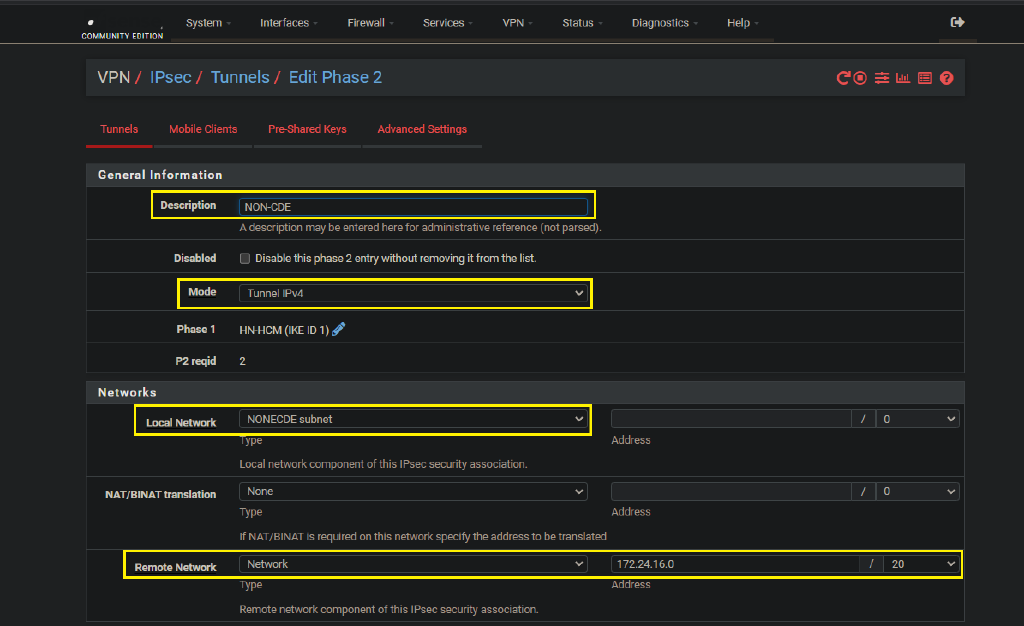 System Interfaces Firewall Services VPN Status Diagnostics Help
COMMUNITY EDITION
VPN / IPsec / Tunnels / Edit Phase 2
Tunnels Mobile Clients Pre-Shared Keys Advanced Settings
General Information
Description NON-CDE
A description may be entered here for administrative reference (not parsed).
Disabled Disable this phase 2 entry without removing it from the list.
Mode Tunnel IPv4
Phase 1 HN-HCM (IKE ID 1)
P2 reqid 2
Networks
Local Network NONECDE subnet / 0
Type Address
Local network component of this IPsec security association.
NAT/BINAT translation None / 0
Type Address
If NAT/BINAT is required on this network specify the address to be translated
Remote Network Network 172.24.16.0 / 20
Type Address
Remote network component of this IPsec security association.